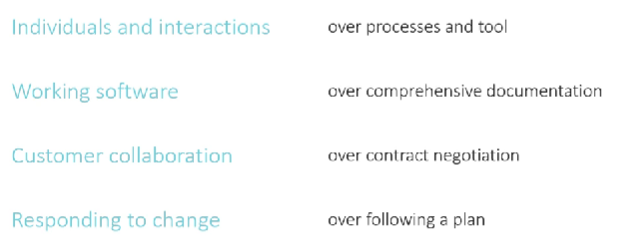 Individuals and interactions over processes and tool
Working software over comprehensive documentation
Customer collaboration over contract negotiation
Responding to change over following a plan